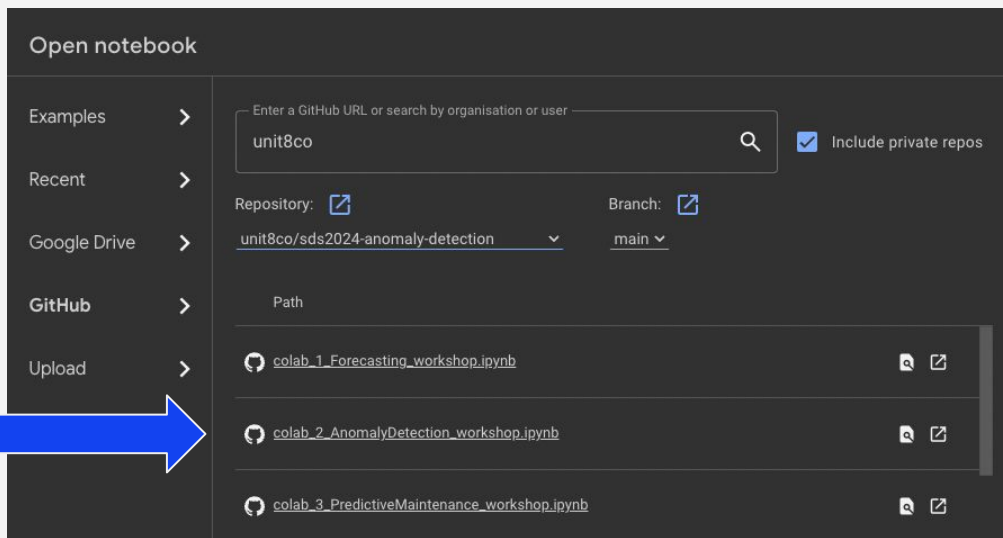 Open notebook
Examples
Recent
Google Drive
GitHub
Upload
Enter a GitHub URL or search by organisation or user
unit8co
Include private repos
Repository:
Branch:
unit8co/sds2024-anomaly-detection
main
Path
colab_1_Forecasting_workshop.ipynb
colab_2_AnomalyDetection_workshop.ipynb
colab_3_PredictiveMaintenance_workshop.ipynb